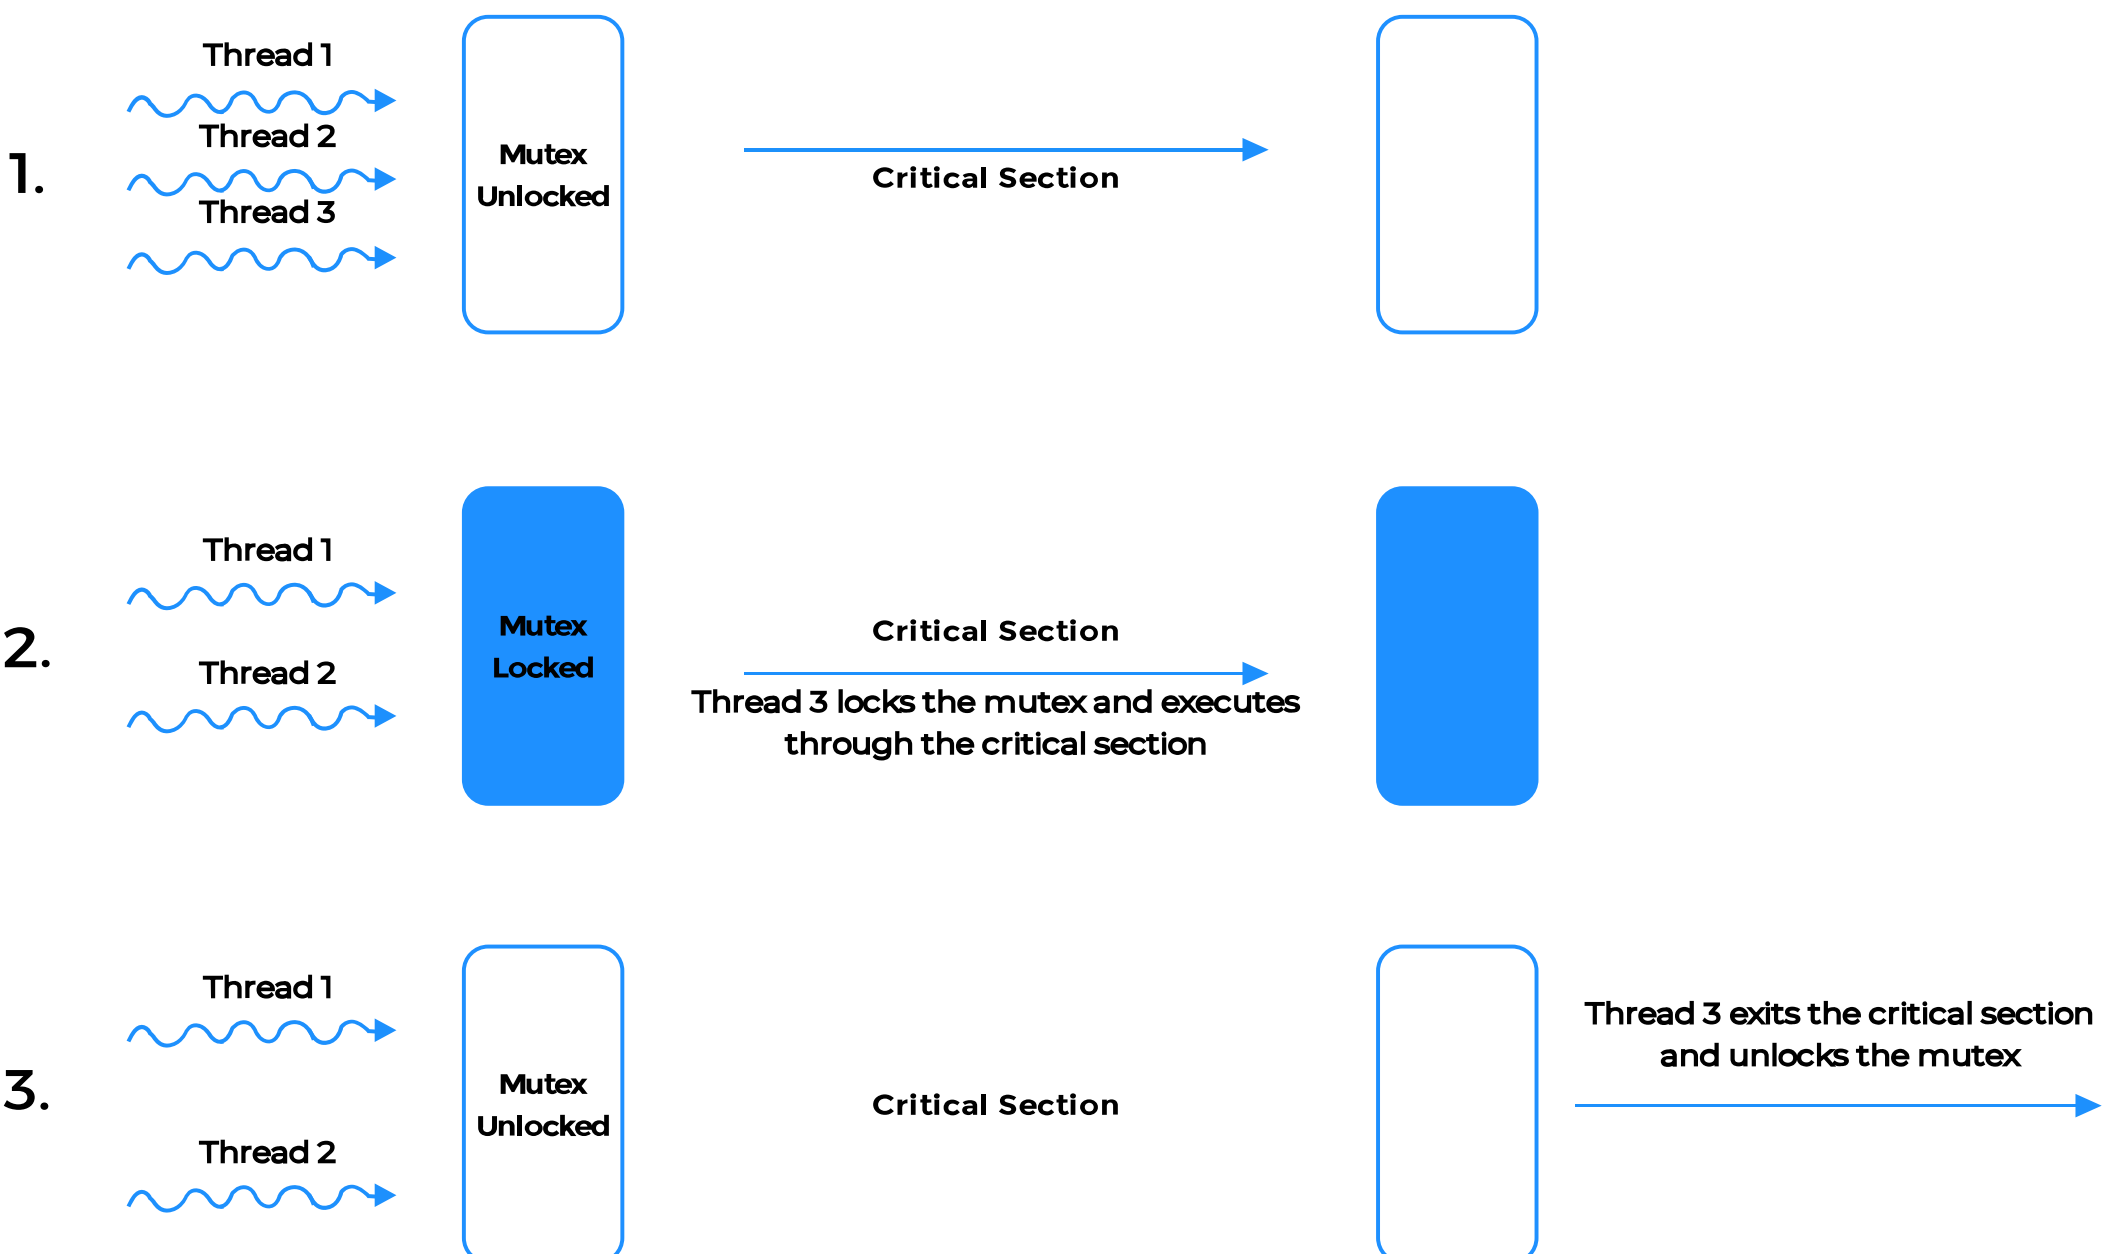 1.
Thread 1
Thread 2
Thread 3
Mutex
Unlocked
Critical Section
2.
Thread 1
Thread 2
Mutex
Locked
Critical Section
Thread 3 locks the mutex and executes
through the critical section
3.
Thread 1
Thread 2
Mutex
Unlocked
Critical Section
Thread 3 exits the critical section
and unlocks the mutex